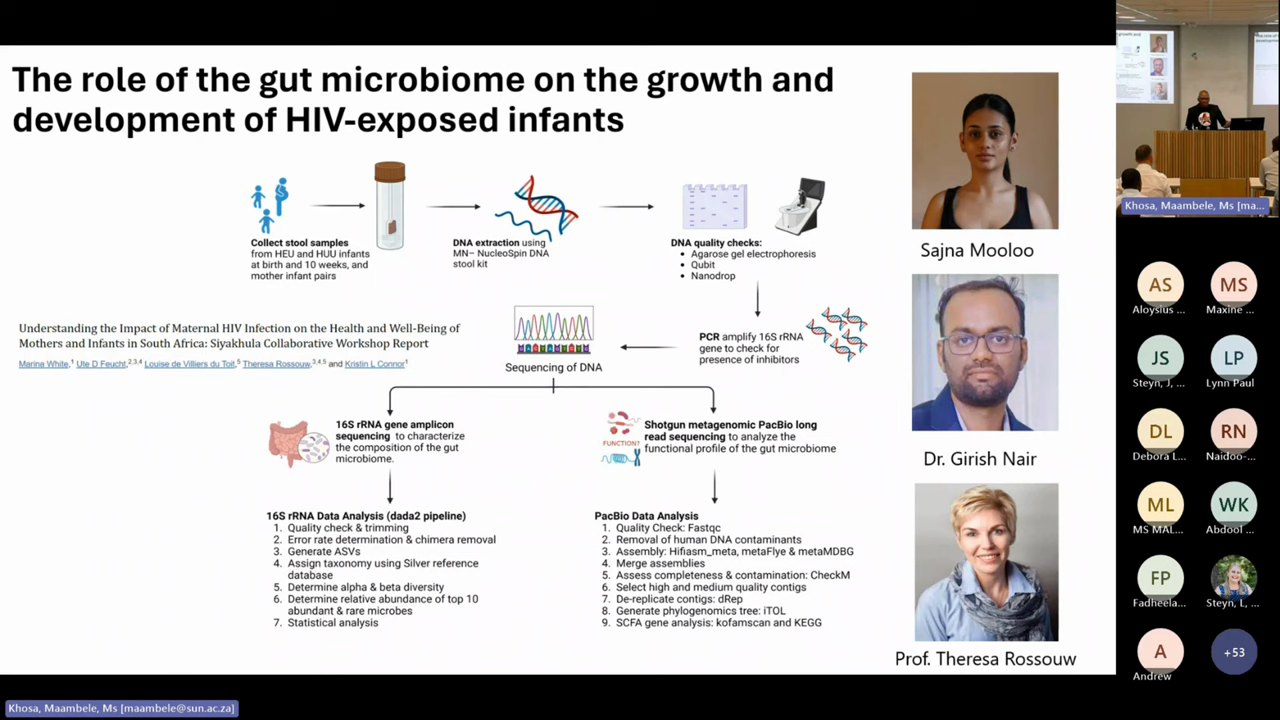 The role of the gut microbiome on the growth and
development of HIV-exposed infants
Collect stool samples
from HEU and HUU infants
at birth and 10 weeks, and
mother infant pairs
DNA extraction using
MN– NucleoSpin DNA
stool kit
DNA quality checks:
• Agarose gel electrophoresis
• Qubit
• Nanodrop
PCR amplify 16S rRNA
gene to check for
presence of inhibitors
Sequencing of DNA
Understanding the Impact of Maternal HIV Infection on the Health and Well-Being of
Mothers and Infants in South Africa: Siyakhula Collaborative Workshop Report
Marina White,1 Ute D Feucht,2,3,4 Louise de Villiers du Toit,5 Theresa Rossouw,3,4,5 and Kristin L Connor1
16S rRNA gene amplicon
sequencing to characterize
the composition of the gut
microbiome.
FUNCTION?
Shotgun metagenomic PacBio long
read sequencing to analyze the
functional profile of the gut microbiome
16S rRNA Data Analysis (dada2 pipeline)
1. Quality check & trimming
2. Error rate determination & chimera removal
3. Generate ASVs
4. Assign taxonomy using Silver reference
database
5. Determine alpha & beta diversity
6. Determine relative abundance of top 10
abundant & rare microbes
7. Statistical analysis
PacBio Data Analysis
1. Quality Check: Fastqc
2. Removal of human DNA contaminants
3. Assembly: Hifiasm_meta, metaFlye & metaMDBG
4. Merge assemblies
5. Assess completeness & contamination: CheckM
6. Select high and medium quality contigs
7. De-replicate contigs: dRep
8. Generate phylogenomics tree: iTOL
9. SCFA gene analysis: kofamscan and KEGG
Sajna Mooloo
Dr. Girish Nair
Prof. Theresa Rossouw
Khosa, Maambele, Ms [ma...
AS
Aloysius ...
MS
Maxine ...
JS
Steyn, J, ...
LP
Lynn Paul
DL
Debora L...
RN
Naidoo-...
ML
MS MAL...
WK
Abdool ...
FP
Fadheela...
Steyn, L, ...
A
Andrew
+53
Khosa, Maambele, Ms [maambele@sun.ac.za]